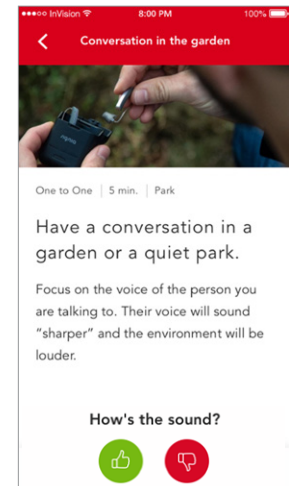 InVision 8:00 PM 100%
Conversation in the garden
One to One | 5 min. | Park
Have a conversation in a
garden or a quiet park.
Focus on the voice of the person you
are talking to. Their voice will sound
“sharper” and the environment will be
louder.
How's the sound?